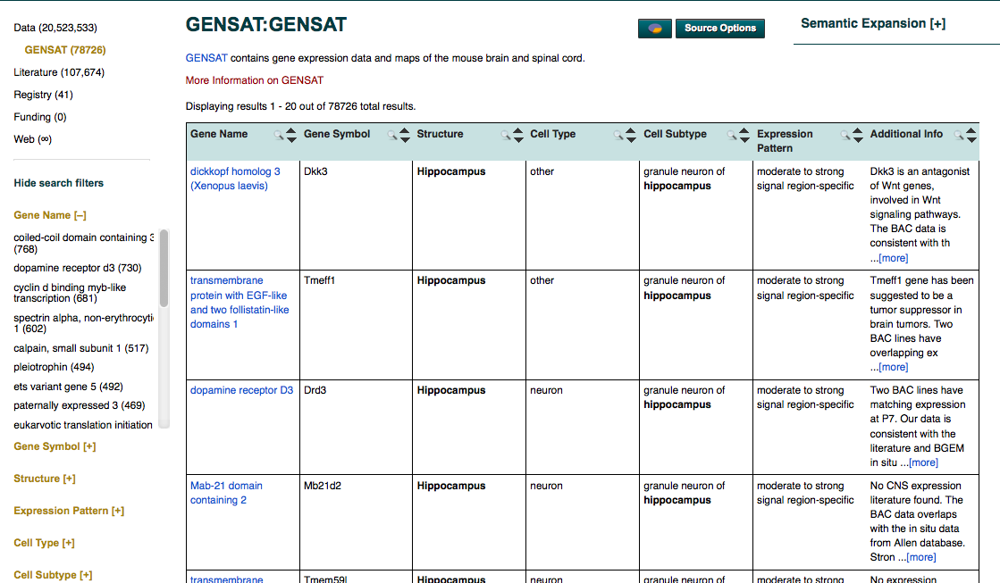 Data (20,523,533)
GENSAT (78726)
Literature (107,674)
Registry (41)
Funding (0)
Web (∞)
Hide search filters
Gene Name [–]
coiled-coil domain containing 3
(768)
dopamine receptor d3 (730)
cyclin d binding myb-like
transcription (681)
spectrin alpha, non-erythrocyti
1 (602)
calpain, small subunit 1 (517)
pleiotrophin (494)
ets variant gene 5 (492)
paternally expressed 3 (469)
eukaryotic translation initiation
Gene Symbol [+]
Structure [+]
Expression Pattern [+]
Cell Type [+]
Cell Subtype [+]
GENSAT:GENSAT
Source Options
Semantic Expansion [+]
GENSAT contains gene expression data and maps of the mouse brain and spinal cord.
More Information on GENSAT
Displaying results 1 - 20 out of 78726 total results.
Gene Name
Gene Symbol
Structure
Cell Type
Cell Subtype
Expression
Pattern
Additional Info
dickkopf homolog 3
(Xenopus laevis)
Dkk3
Hippocampus
other
granule neuron of
hippocampus
moderate to strong
signal region-specific
Dkk3 is an antagonist
of Wnt genes,
involved in Wnt
signaling pathways.
The BAC data is
consistent with th
...[more]
transmembrane
protein with EGF-like
and two follistatin-like
domains 1
Tmeff1
Hippocampus
other
granule neuron of
hippocampus
moderate to strong
signal region-specific
Tmeff1 gene has been
suggested to be a
tumor suppressor in
brain tumors. Two
BAC lines have
overlapping ex
...[more]
dopamine receptor D3
Drd3
Hippocampus
neuron
granule neuron of
hippocampus
moderate to strong
signal region-specific
Two BAC lines have
matching expression
at P7. Our data is
consistent with the
literature and BGEM
in situ ...[more]
Mab-21 domain
containing 2
Mb21d2
Hippocampus
neuron
granule neuron of
hippocampus
moderate to strong
signal region-specific
No CNS expression
literature found. The
BAC data overlaps
with the in situ data
from Allen database.
Stron ...[more]
transmembrane
Tmem59l
Hippocampus
neuron
granule neuron of
moderate to strong
No expression